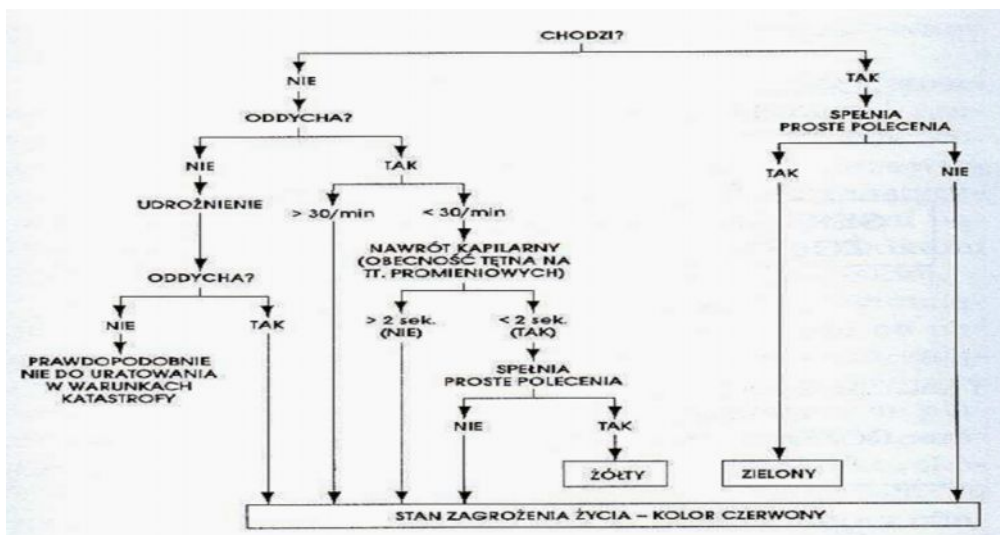 CHODZI?
NIE
TAK
ODDYCHA?
SPEŁNIA
PROSTE POLECENIA
NIE
TAK
TAK
NIE
UDROŻNIENIE
> 30/min
< 30/min
NAWRÓT KAPILARNY
(OBECNOŚĆ TĘTNA NA
TT. PROMIENIOWYCH)
ODDYCHA?
NIE
TAK
> 2 sek.
(NIE)
< 2 sek.
(TAK)
PRAWDOPODOBNIE
NIE DO URATOWANIA
W WARUNKACH
KATASTROFY
SPEŁNIA
PROSTE POLECENIA
NIE
TAK
ŻÓŁTY
ZIELONY
STAN ZAGROŻENIA ŻYCIA – KOLOR CZERWONY